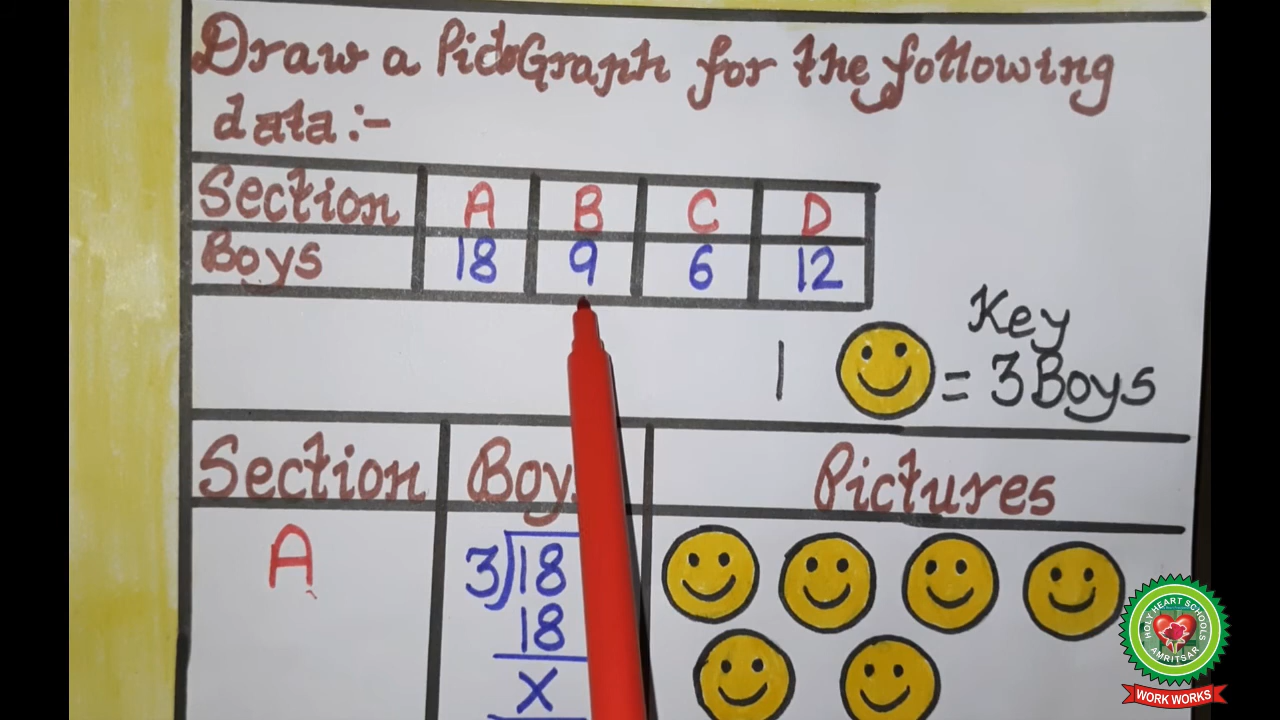 Draw a PictoGraph for the following
data:-
Section A B C D
Boys 18 9 6 12
Key
1 = 3 Boys
Section Boys Pictures
A 3 18
18
X
HOLY HEART SCHOOLS
AMRITSAR
WORK WORKS